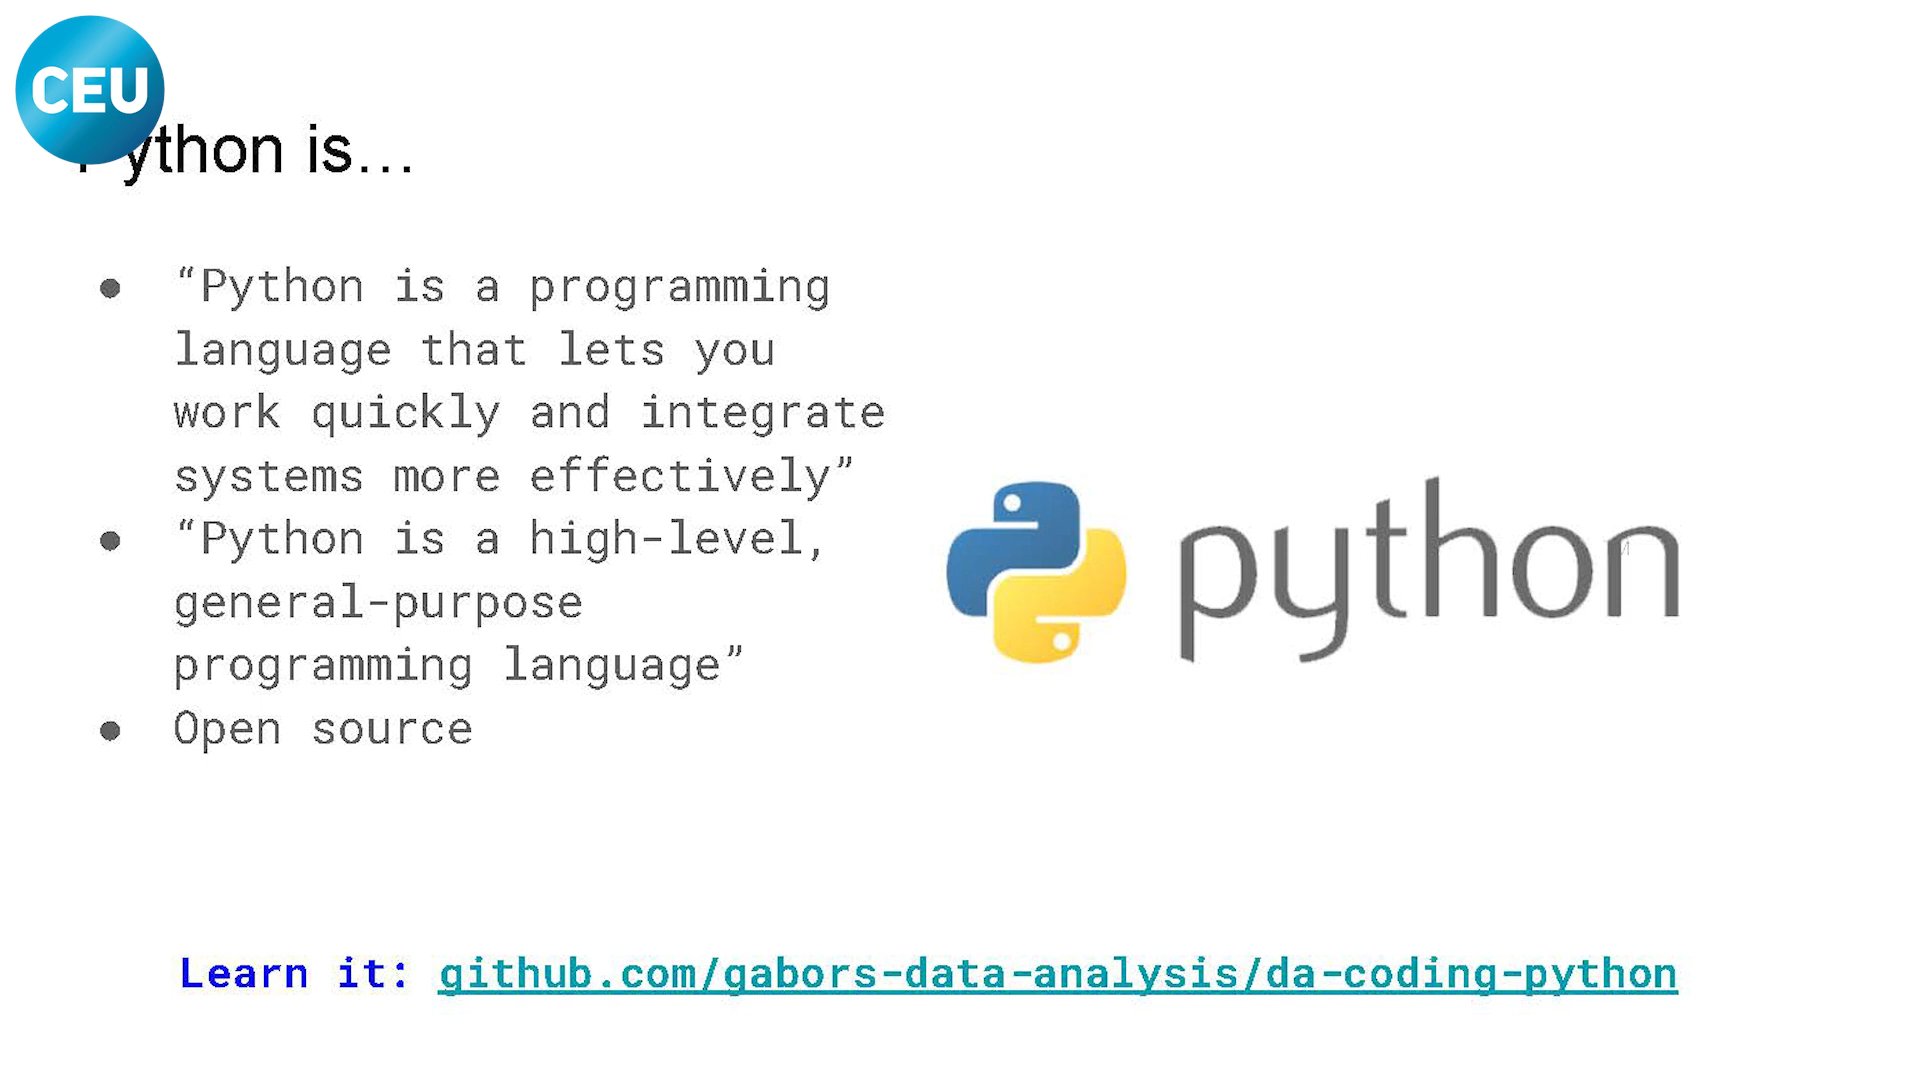 CEU
Python is…
● “Python is a programming
language that lets you
work quickly and integrate
systems more effectively”
● “Python is a high-level,
general-purpose
programming language”
● Open source
python
Learn it: github.com/gabors-data-analysis/da-coding-python